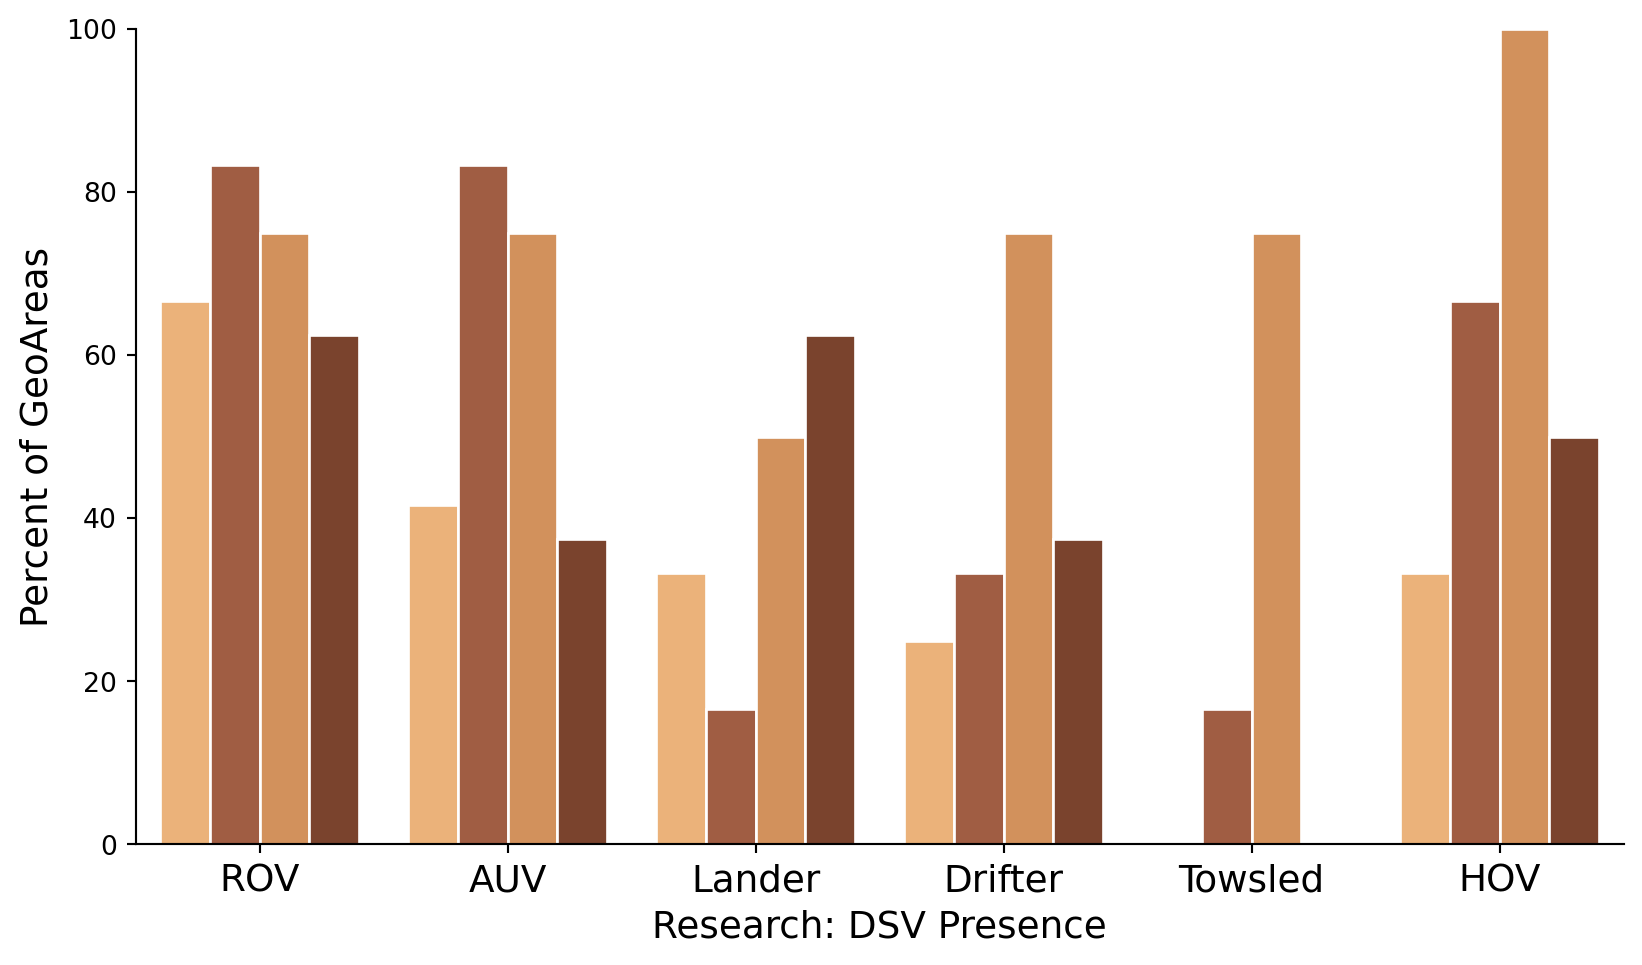 Percent of GeoAreas
100
80
60
40
20
0
ROV AUV Lander Drifter Towsled HOV
Research: DSV Presence